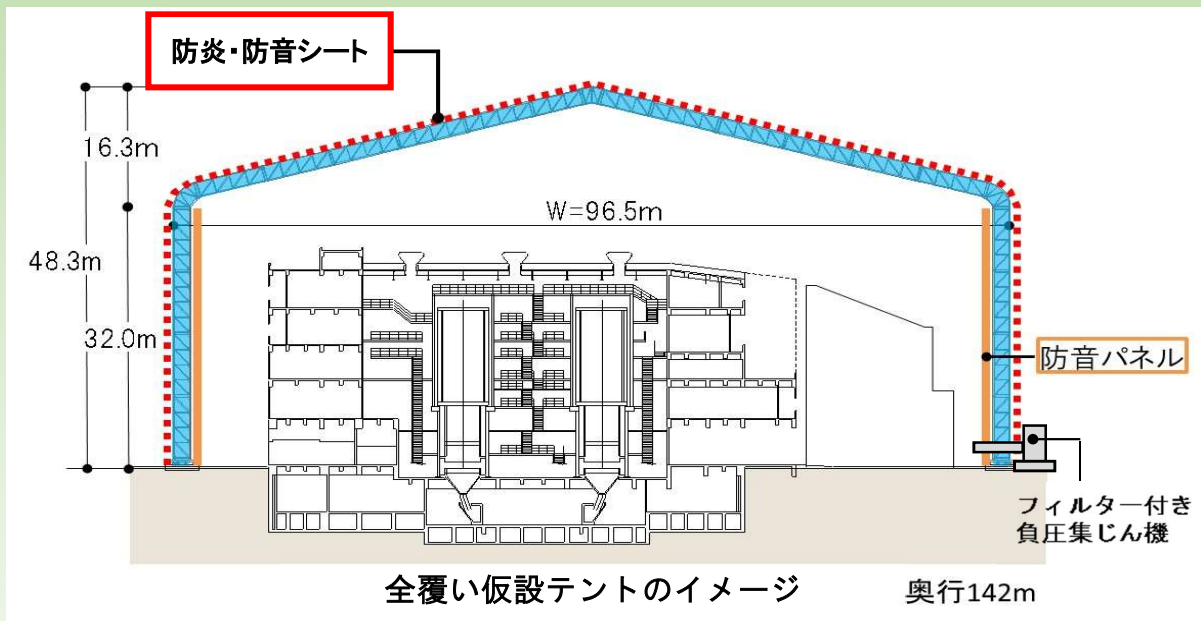 防炎・防音シート
16.3m
W=96.5m
48.3m
32.0m
防音パネル
フィルター付き
負圧集じん機
全覆い仮設テントのイメージ
奥行142m